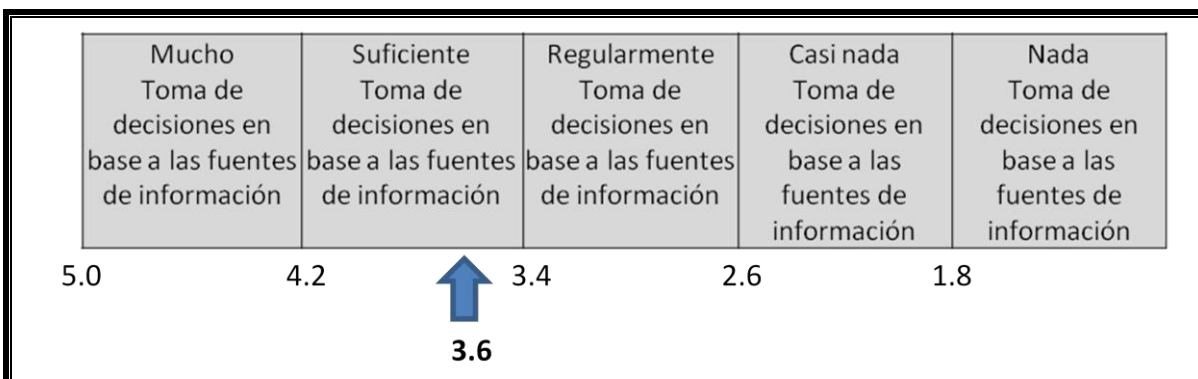 Mucho
Toma de
decisiones en
base a las fuentes
de información
Suficiente
Toma de
decisiones en
base a las fuentes
de información
Regularmente
Toma de
decisiones en
base a las fuentes
de información
Casi nada
Toma de
decisiones en
base a las
fuentes de
información
Nada
Toma de
decisiones en
base a las
fuentes de
información
5.0 4.2 3.4 2.6 1.8
3.6